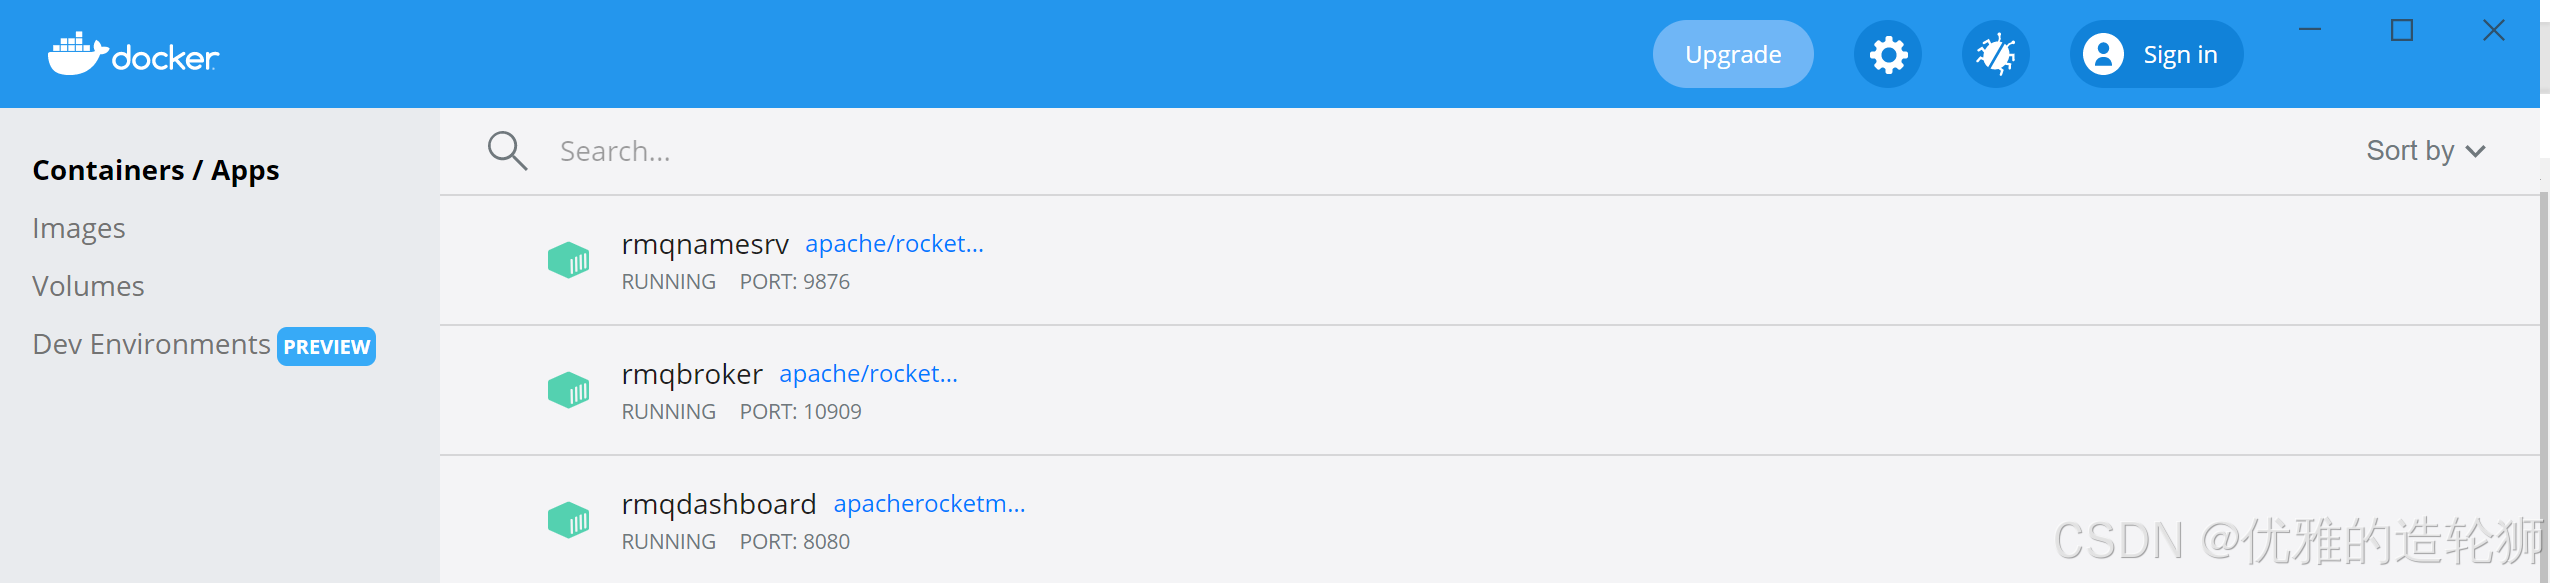 docker
Upgrade
Sign in
Containers / Apps
Images
Volumes
Dev Environments PREVIEW
Search...
Sort by
rmqnamesrv apache/rocket...
RUNNING PORT: 9876
rmqbroker apache/rocket...
RUNNING PORT: 10909
rmqdashboard apacherocketm...
RUNNING PORT: 8080
CSDN @优雅的造轮狮